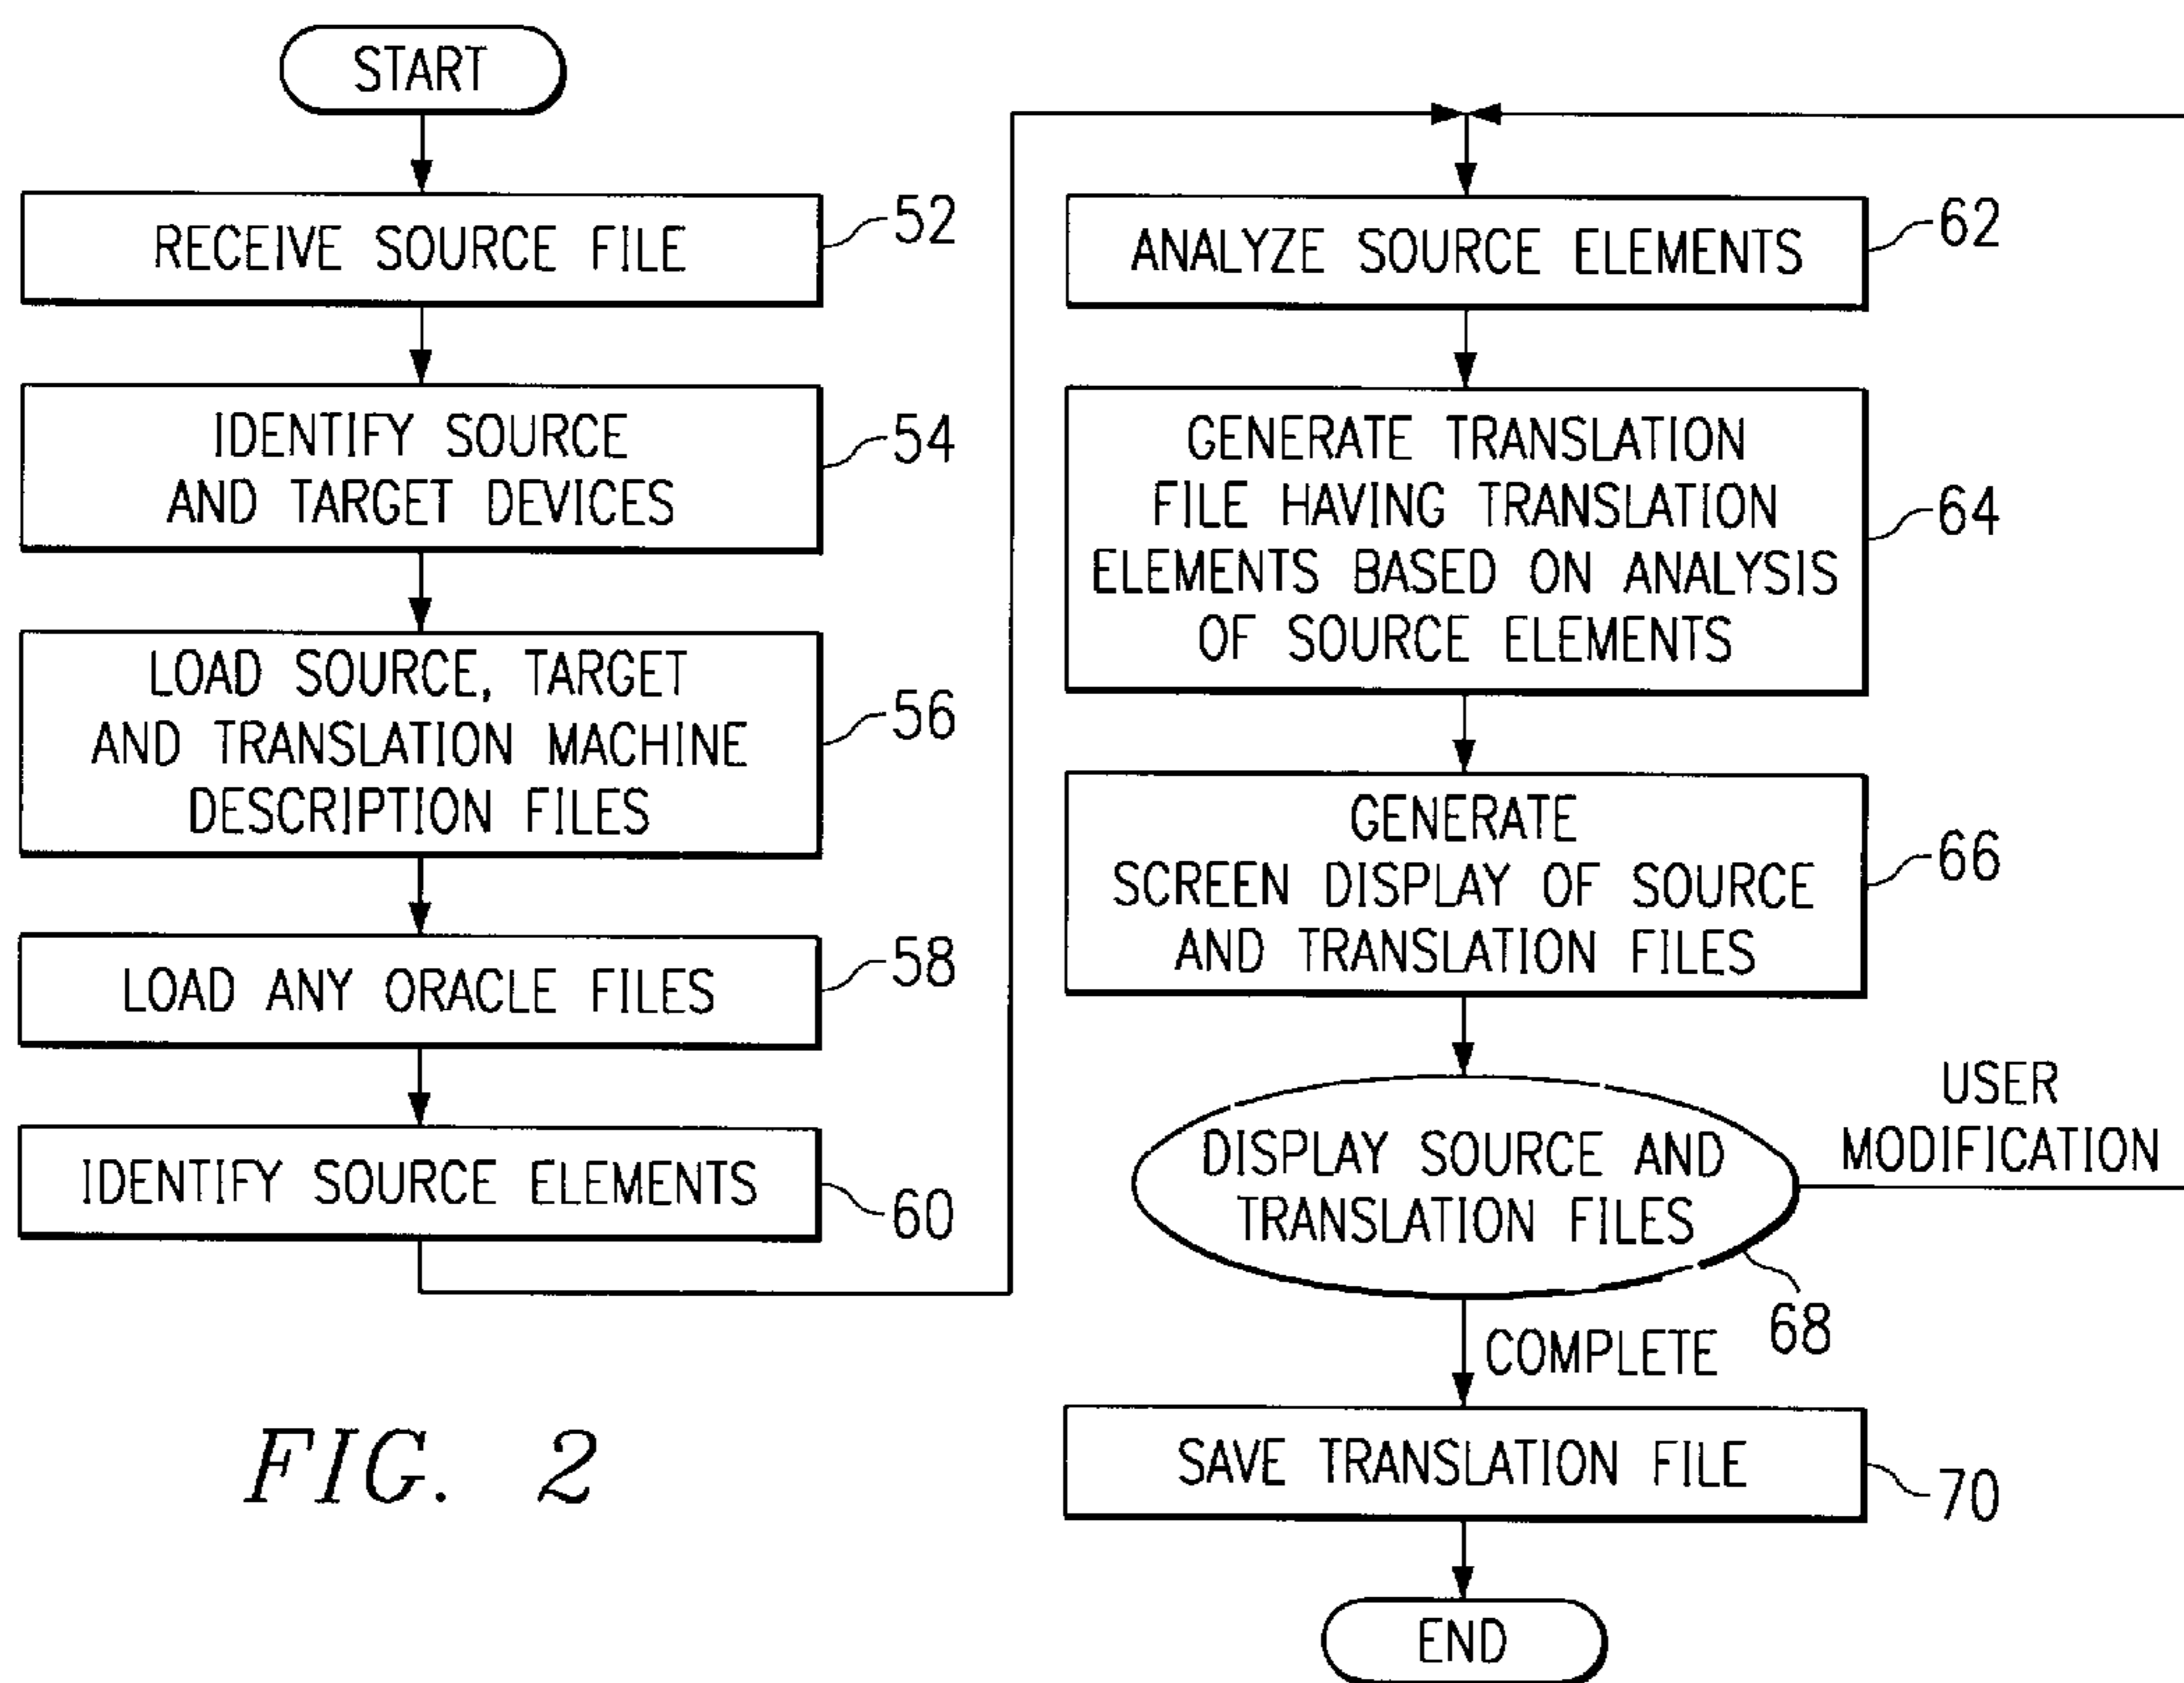 START
RECEIVE SOURCE FILE
52
IDENTIFY SOURCE
AND TARGET DEVICES
54
LOAD SOURCE, TARGET
AND TRANSLATION MACHINE
DESCRIPTION FILES
56
LOAD ANY ORACLE FILES
58
IDENTIFY SOURCE ELEMENTS
60
ANALYZE SOURCE ELEMENTS
62
GENERATE TRANSLATION
FILE HAVING TRANSLATION
ELEMENTS BASED ON ANALYSIS
OF SOURCE ELEMENTS
64
GENERATE
SCREEN DISPLAY OF SOURCE
AND TRANSLATION FILES
66
DISPLAY SOURCE AND
TRANSLATION FILES
68
USER
MODIFICATION
COMPLETE
SAVE TRANSLATION FILE
70
END
FIG. 2